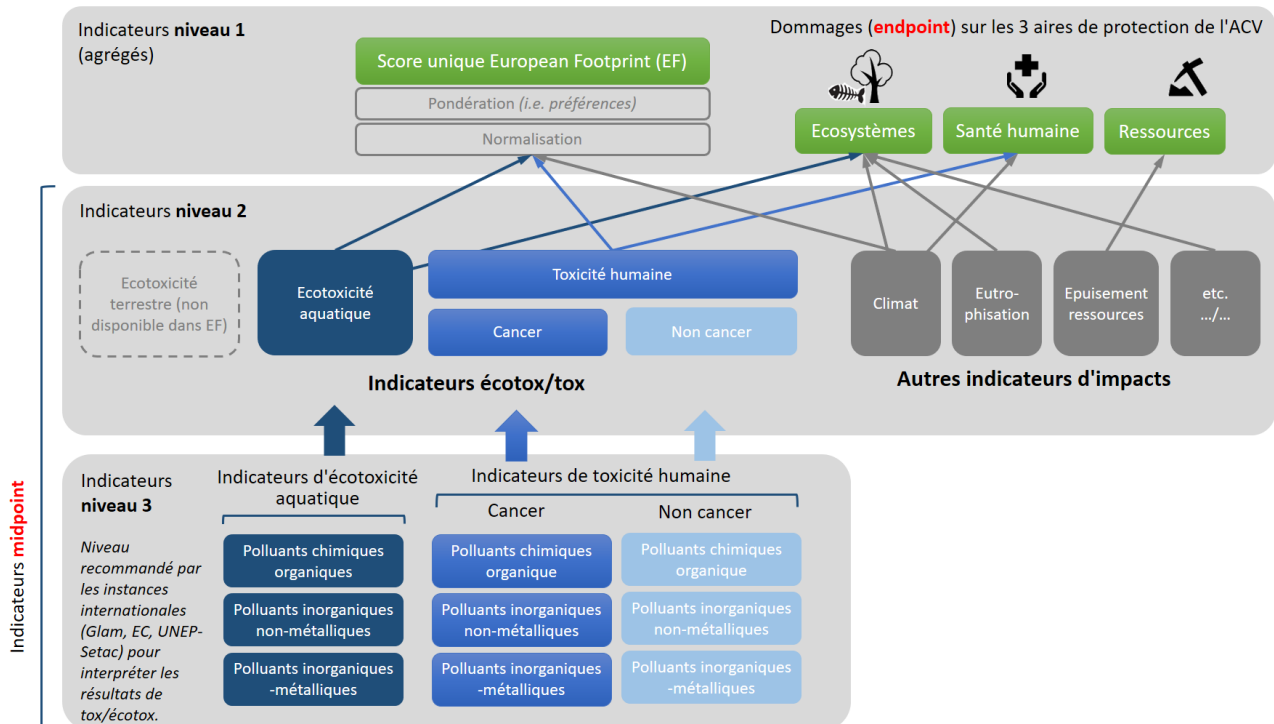 Indicateurs niveau 1
(agrégés)
Dommages (endpoint) sur les 3 aires de protection de l'ACV
Score unique European Footprint (EF)
Pondération (i.e. préférences)
Normalisation
Ecosystèmes
Santé humaine
Ressources
Indicateurs midpoint
Indicateurs niveau 2
Ecotoxicité
terrestre (non
disponible dans EF)
Ecotoxicité
aquatique
Toxicité humaine
Cancer
Non cancer
Climat
Eutro-
phisation
Epuisement
ressources
etc.
.../...
Indicateurs écotox/tox
Autres indicateurs d'impacts
Indicateurs
niveau 3
Niveau
recommandé par
les instances
internationales
(Glam, EC, UNEP-
Setac) pour
interpréter les
résultats de
tox/écotox.
Indicateurs d'écotoxicité
aquatique
Polluants chimiques
organiques
Polluants inorganiques
non-métalliques
Polluants inorganiques
-métalliques
Indicateurs de toxicité humaine
Cancer
Polluants chimiques
organique
Polluants inorganiques
non-métalliques
Polluants inorganiques
-métalliques
Non cancer
Polluants chimiques
organique
Polluants inorganiques
non-métalliques
Polluants inorganiques
-métalliques